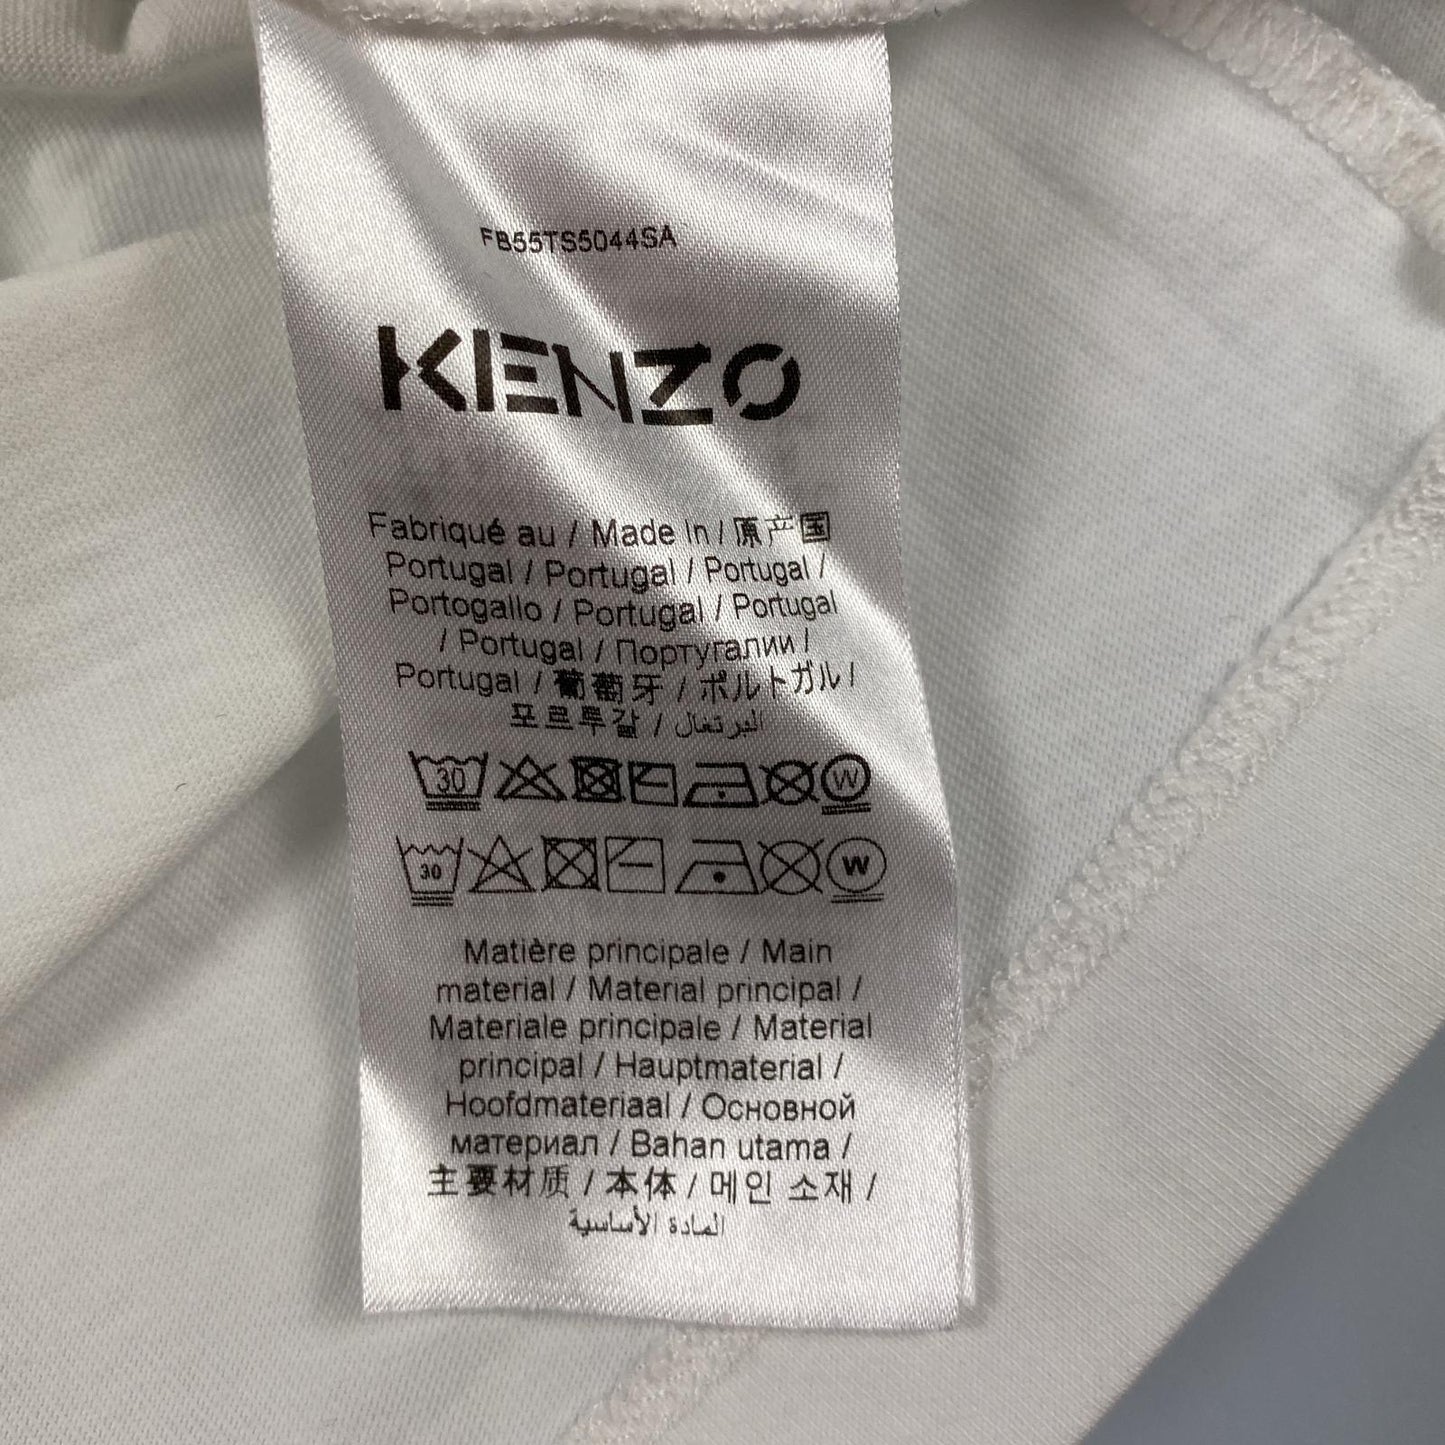 FB55TS5044SA
KENZO
Fabriqué au / Made In / 原产国
Portugal / Portugal / Portugal /
Portogallo / Portugal / Portugal
/ Portugal / Португалии /
Portugal / 葡萄牙 / ポルトガル /
포르투갈 / البرتغال
30 W
30 W
Matière principale / Main
material / Material principal /
Materiale principale / Material
principal / Hauptmaterial /
Hoofdmateriaal / Основной
материал / Bahan utama /
主要材质 / 本体 / 메인 소재 /
المادة الأساسية